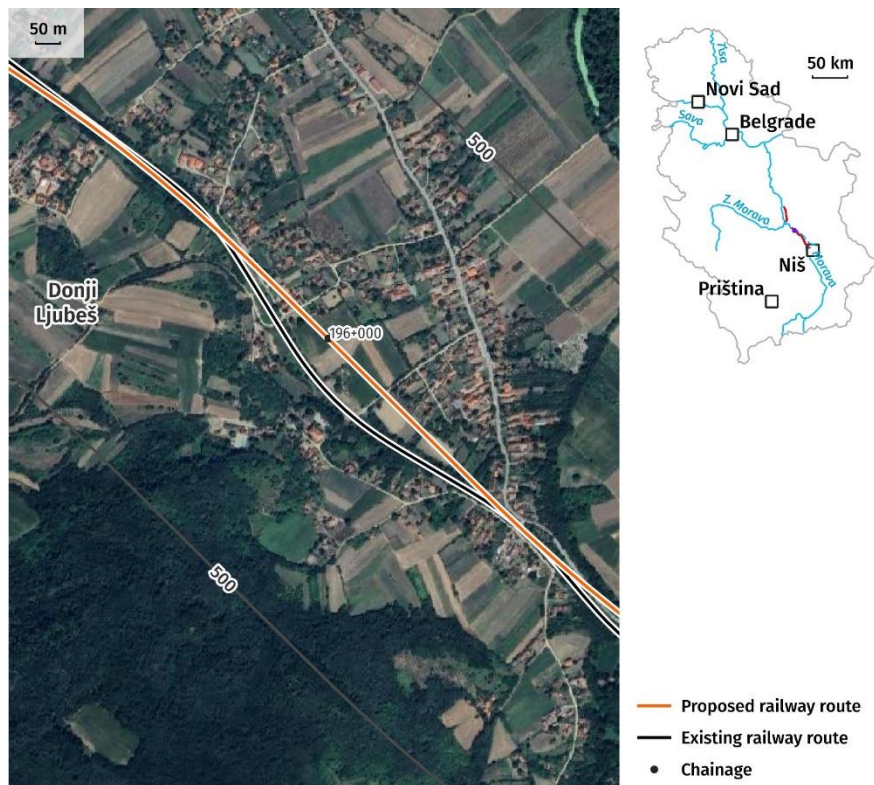 50 m
500
Donji
Ljubeš
196+000
500
50 km
Tisa
Novi Sad
Sava
Belgrade
Z. Morava
Niš
Morava
Priština
Proposed railway route
Existing railway route
Chainage